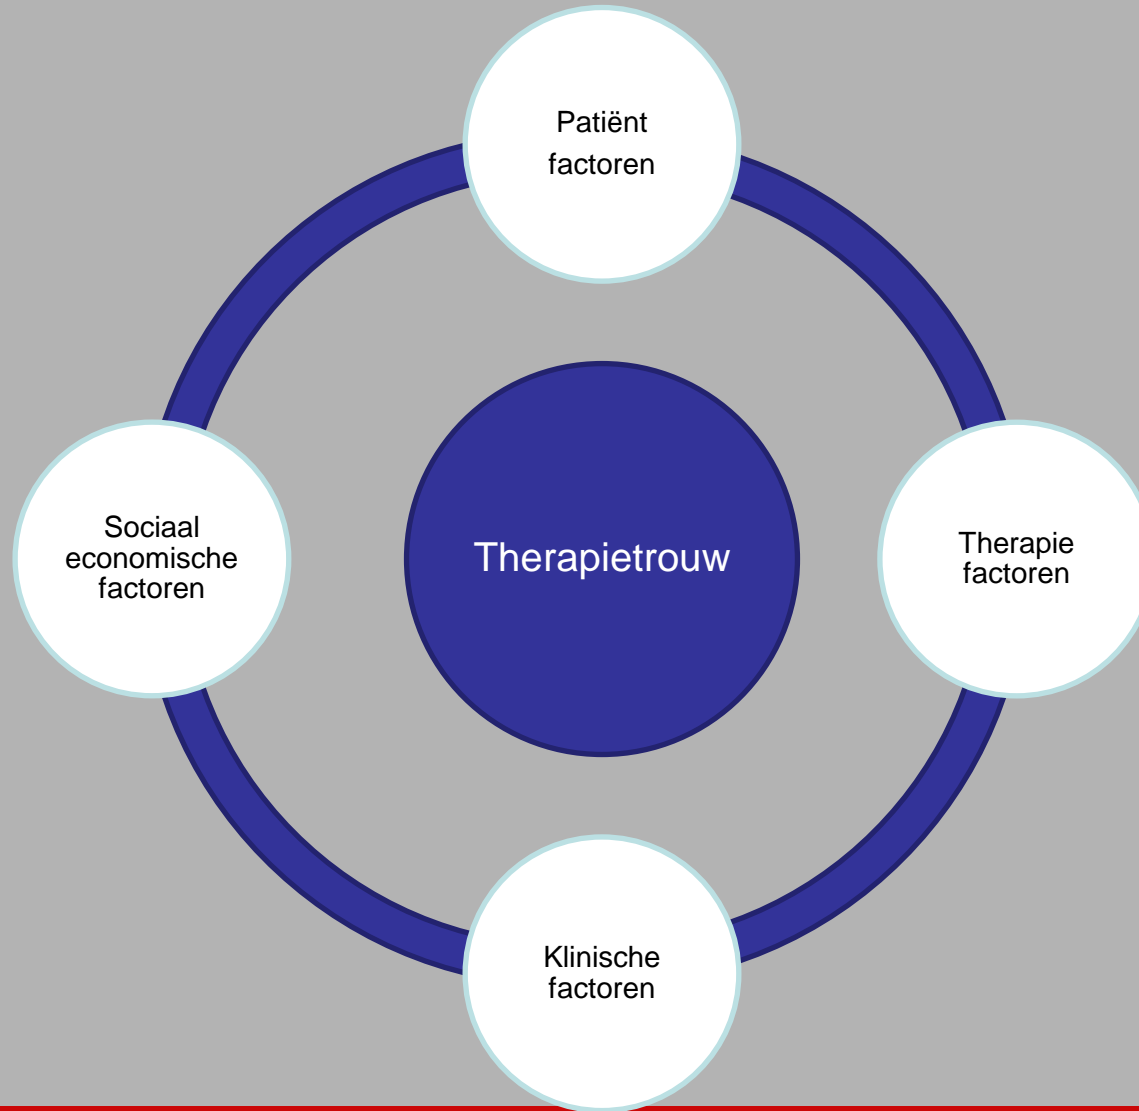 Patiënt
factoren
Sociaal
economische
factoren
Therapietrouw
Therapie
factoren
Klinische
factoren